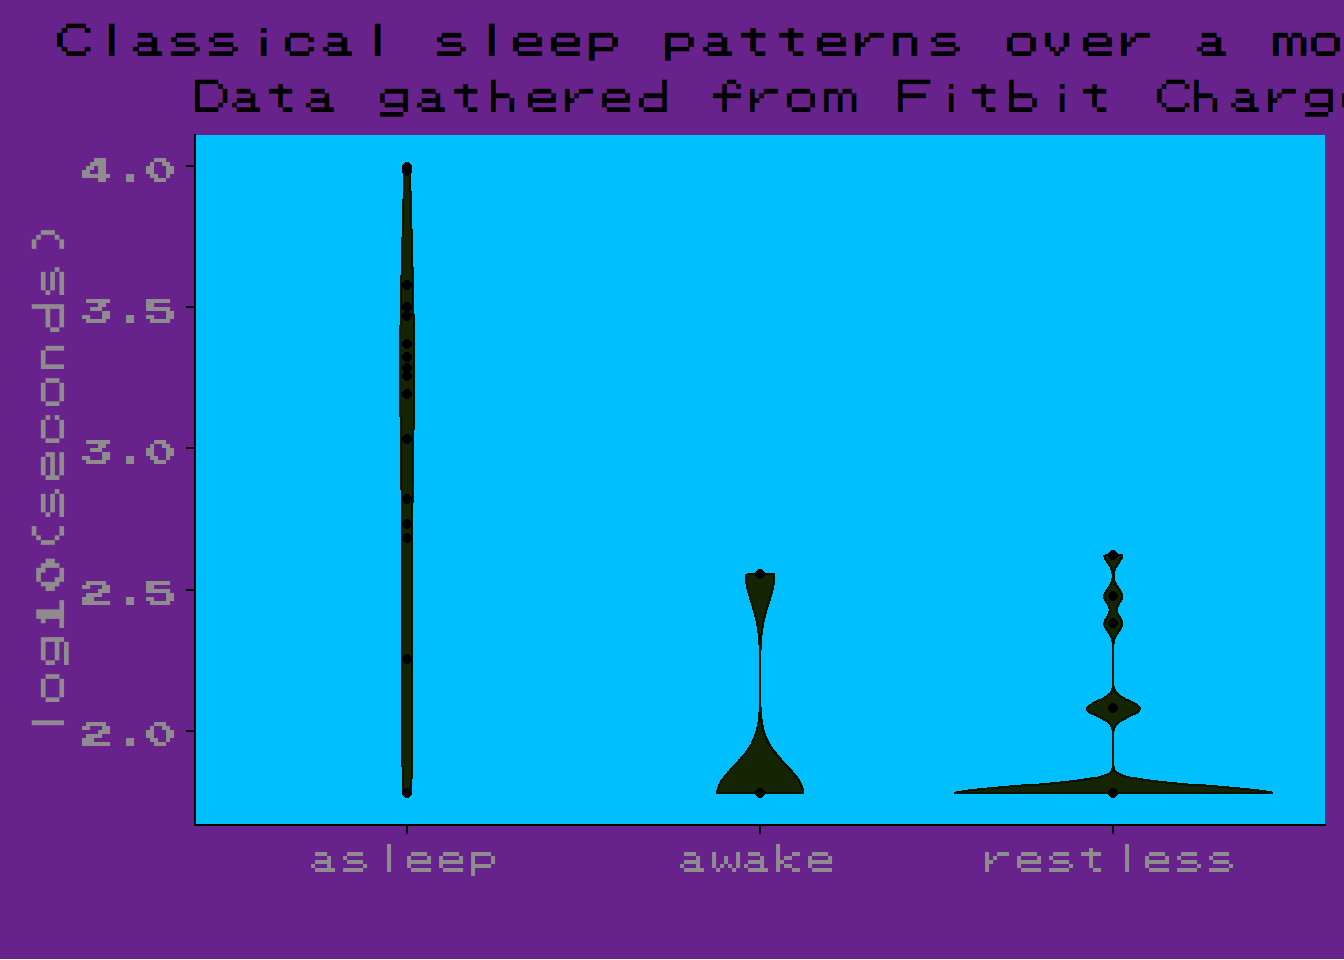 Classical sleep patterns over a mo
Data gathered from Fitbit Charg
log10(seconds)
4.0
3.5
3.0
2.5
2.0
asleep awake restless